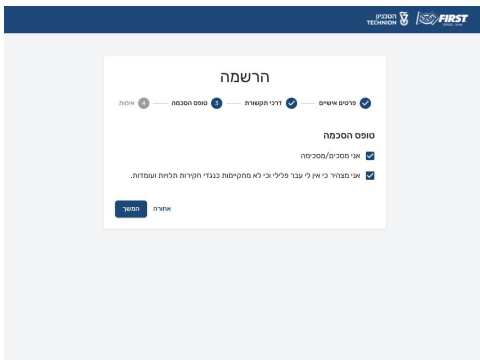 FIRST
הטכניון
TECHNION
הרשמה
פרטים אישיים
דרכי תקשורת
3 טופס הסכמה
4 אימות
טופס הסכמה
אני מסכים/מסכימה
אני מצהיר כי אין לי עבר פלילי וכי לא מתקיימות כנגדי חקירות תלויות ועומדות.
אחורה
המשך